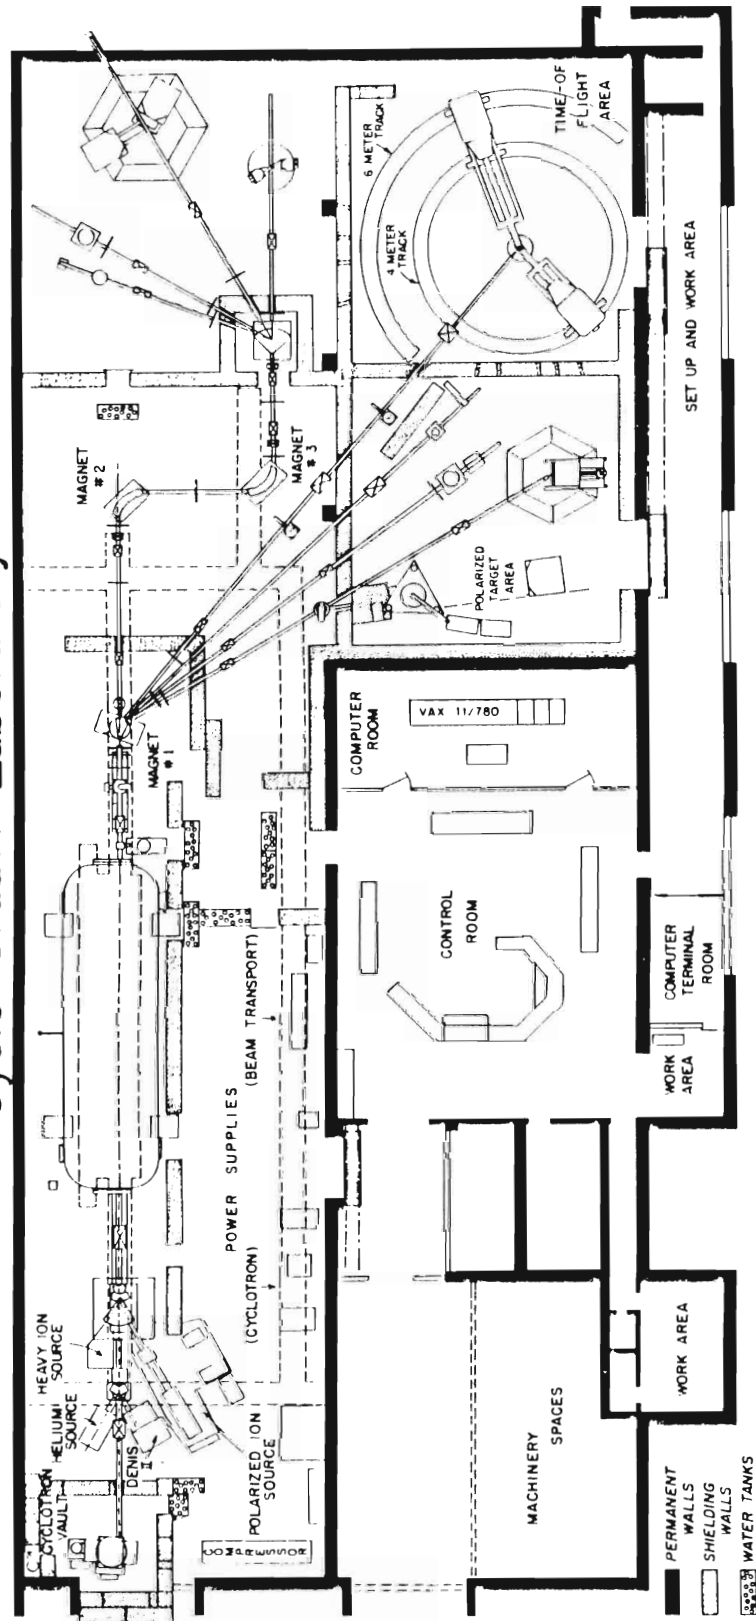 6 METER
TRACK
TIME-OF
FLIGHT
AREA
4 METER
TRACK
SET UP AND WORK AREA
MAGNET
#2
MAGNET
#3
POLARIZED
TARGET
AREA
MAGNET
#1
COMPUTER
ROOM
VAX 11/780
CONTROL
ROOM
COMPUTER
TERMINAL
ROOM
WORK
AREA
POWER SUPPLIES
(BEAM TRANSPORT)
(CYCLOTRON)
HEAVY ION
SOURCE
HELIUM
SOURCE
CYCLOTRON
VAULT
DENIS
II
POLARIZED ION
SOURCE
COMPRESSOR
MACHINERY
SPACES
WORK AREA
PERMANENT
WALLS
SHIELDING
WALLS
WATER TANKS